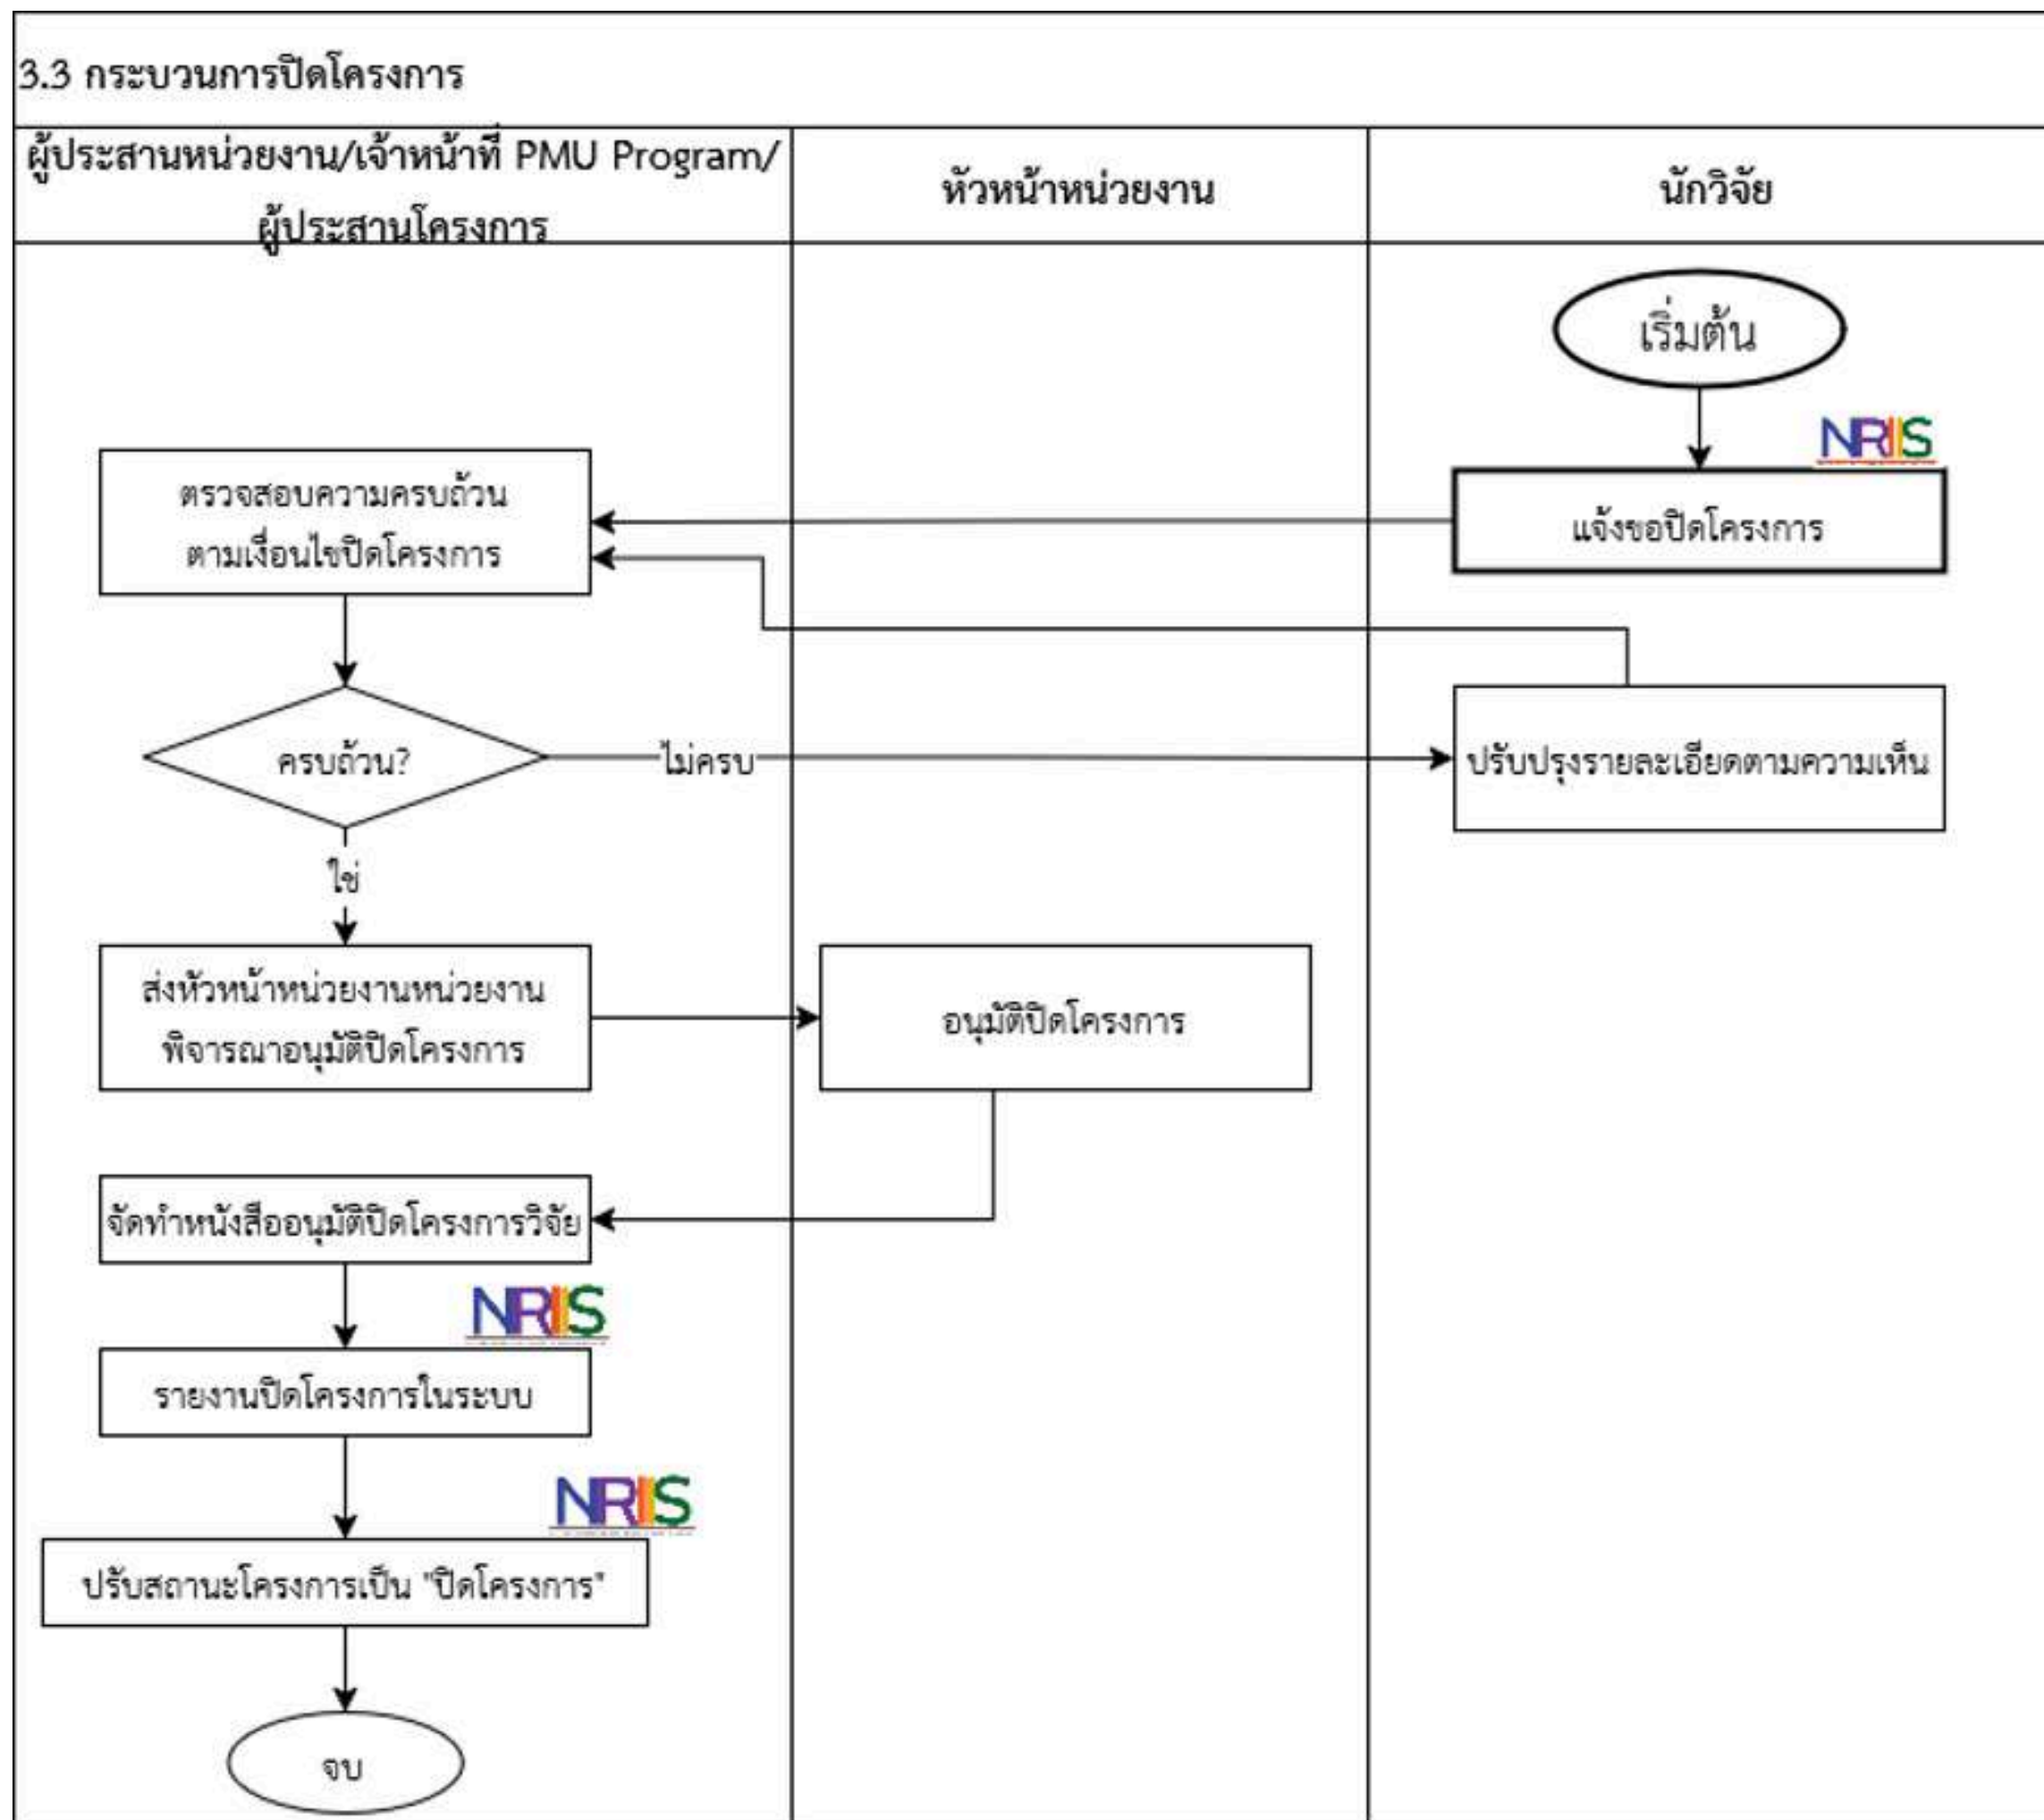 3.3 กระบวนการปิดโครงการ
ผู้ประสานหน่วยงาน/เจ้าหน้าที่ PMU Program/
ผู้ประสานโครงการ
หัวหน้าหน่วยงาน
นักวิจัย
เริ่มต้น
NRIIS
แจ้งขอปิดโครงการ
ตรวจสอบความครบถ้วน
ตามเงื่อนไขปิดโครงการ
ครบถ้วน?
ไม่ครบ
ปรับปรุงรายละเอียดตามความเห็น
ใช่
ส่งหัวหน้าหน่วยงานหน่วยงาน
พิจารณาอนุมัติปิดโครงการ
อนุมัติปิดโครงการ
จัดทำหนังสืออนุมัติปิดโครงการวิจัย
NRIIS
รายงานปิดโครงการในระบบ
NRIIS
ปรับสถานะโครงการเป็น "ปิดโครงการ"
จบ